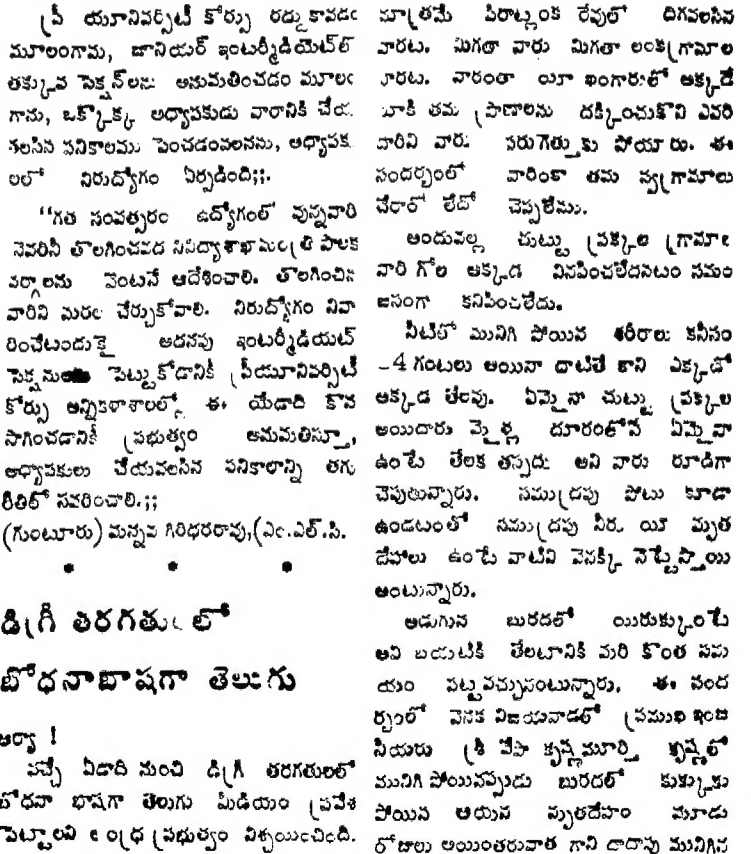 ప్రీ యూనివర్సిటీ కోర్సు రద్దు కావడం
మూలంగామ, జూనియర్ ఇంటర్మీడియెట్‌లో
తక్కువ సెక్షన్‌లను అనుమతించడం మూలం
గాను, ఒక్కొక్క అధ్యాపకుడు వారానికి చేయ
వలసిన పనికాలము పెంచడంవలనను, అధ్యాపక
లలో నిరుద్యోగం ఏర్పడింది;;.
‘‘గత సంవత్సరం ఉద్యోగంలో వున్నవారి
నెవరినీ తొలగించవద్దని విద్యాశాఖ పాలక
వర్గాలను వెంటనే ఆదేశించాలి. తొలగించిన
వారిని మరల చేర్చుకోవాలి. నిరుద్యోగం నివా
రించేటందుకై అదనపు ఇంటర్మీడియట్
సెక్షనులు పెట్టుకోడానికీ ప్రీయూనివర్సిటీ
కోర్సు అన్నికళాశాలల్లో ఈ యేడాది కొన
సాగించడానికీ ప్రభుత్వం అనుమతిస్తూ,
అధ్యాపకులు చేయవలసిన పనికాలాన్ని తగు
రీతిలో సవరించాలి.;;
(గుంటూరు) మన్నవ గిరిధరరావు,(ఎం.ఎల్.సి.
• • •
డిగ్రీ తరగతులలో
బోధనాబాషగా తెలుగు
ఆర్యా !
వచ్చే ఏడాది నుంచి డిగ్రీ తరగతులలో
బోధనా భాషగా తెలుగు మీడియం ప్రవేశ
పెట్టాలని ఆంధ్ర ప్రభుత్వం నిశ్చయించింది.
మాత్రమే పిరాట్లంక రేవులో దిగవలసిన
వారట. మిగతా వారు మిగతా లంకగ్రామాల
వారట. వారంతా యీ ఖంగారులో అక్కడే
దూకి తమ ప్రాణాలను దక్కించుకొని ఎవరి
దారిని వారు పరుగెత్తుకు పోయారు. ఈ
సందర్భంలో వారింకా తమ స్వగ్రామాలు
చేరారో లేదో చెప్పలేము.
అందువల్ల చుట్టు ప్రక్కల గ్రామాల
వారి గోల అక్కడ వినపించలేదనటం సమం
జసంగా కనిపించలేదు.
నీటిలో మునిగి పోయిన శరీరాలు కనీసం
-4 గంటలు అయినా దాటితే కాని ఎక్కడో
అక్కడ తేలవు. ఏమైనా చుట్టు ప్రక్కల
అయిదారు మైళ్ల దూరంలోనే ఏమైనా
ఉంటే తేలక తప్పదు అని వారు రూఢిగా
చెపుతున్నారు. సముద్రపు పోటు కూడా
ఉండటంతో సముద్రపు నీరు యీ మృత
దేహాలు ఉంటే వాటిని వెనక్కి నెట్టేస్తాయి
అంటున్నారు.
అడుగున బురదలో యిరుక్కుంటే
అవి బయటికి తేలటానికి మరి కొంత సమ
యం పట్టవచ్చునంటున్నారు. ఈ సంద
ర్భంలో వెనక విజయవాడలో ప్రముఖ ఇంజ
నీయరు శ్రీ వేపా కృష్ణమూర్తి కృష్ణలో
మునిగి పోయినప్పుడు బురదలో కుక్కుకు
పోయిన ఆయన మృతదేహం మూడు
రోజులు అయింతరువాత గాని దాదాపు మునిగిన